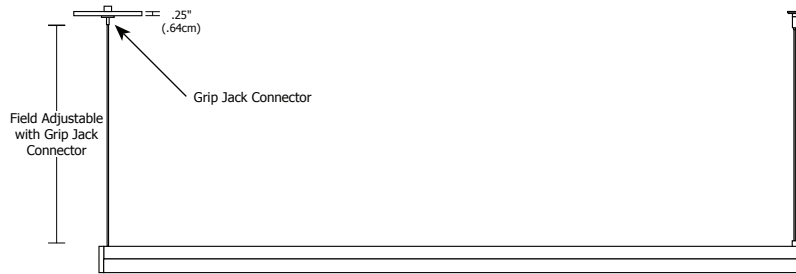 .25"
(.64cm)
Grip Jack Connector
Field Adjustable
with Grip Jack
Connector